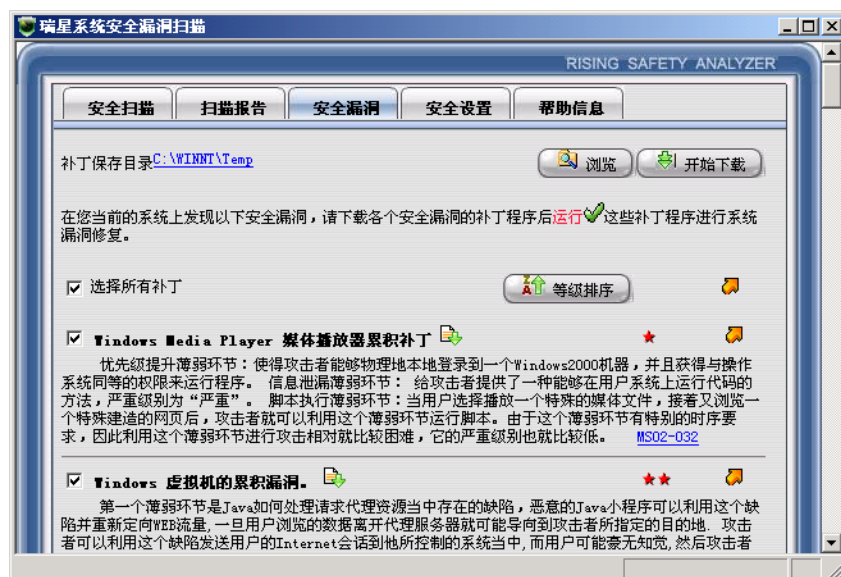 瑞星系统安全漏洞扫描
RISING SAFETY ANALYZER
安全扫描 扫描报告 安全漏洞 安全设置 帮助信息
补丁保存目录C:\WINNT\Temp 浏览 开始下载
在您当前的系统上发现以下安全漏洞，请下载各个安全漏洞的补丁程序后运行这些补丁程序进行系统
漏洞修复。
选择所有补丁 等级排序
Windows Media Player 媒体播放器累积补丁
优先级提升薄弱环节：使得攻击者能够物理地本地登录到一个Windows2000机器，并且获得与操作
系统同等的权限来运行程序。 信息泄漏薄弱环节： 给攻击者提供了一种能够在用户系统上运行代码的
方法，严重级别为“严重”。 脚本执行薄弱环节：当用户选择播放一个特殊的媒体文件，接着又浏览一
个特殊建造的网页后，攻击者就可以利用这个薄弱环节运行脚本。由于这个薄弱环节有特别的时序要
求，因此利用这个薄弱环节进行攻击相对就比较困难，它的严重级别也就比较低。 MS02-032
Windows 虚拟机的累积漏洞。
第一个薄弱环节是Java如何处理请求代理资源当中存在的缺陷，恶意的Java小程序可以利用这个缺
陷并重新定向WEB流量,一旦用户浏览的数据离开代理服务器就可能导向到攻击者所指定的目的地. 攻击
者可以利用这个缺陷发送用户的Internet会话到他所控制的系统当中,而用户可能豪无知觉,然后攻击者